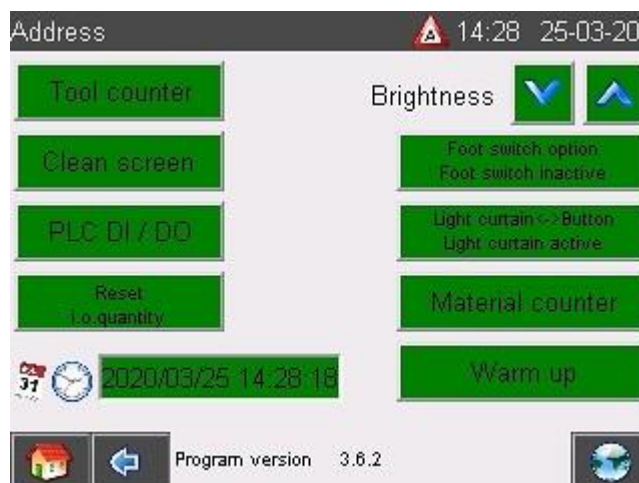 Address
A 14:28 25-03-20
Tool counter
Brightness
Clean screen
Foot switch option
Foot switch inactive
PLC DI / DO
Light curtain<->Button
Light curtain active
Reset
i.o.quantity
Material counter
31
2020/03/25 14:28:18
Warm up
Program version 3.6.2